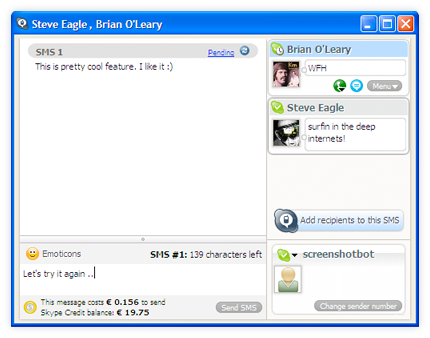 Steve Eagle , Brian O'Leary
SMS 1
Pending
This is pretty cool feature. I like it :)
Brian O'Leary
WFH
Menu
Steve Eagle
surfin in the deep
internets!
Add recipients to this SMS
Emoticons
SMS #1: 139 characters left
Let's try it again ..
This message costs € 0.156 to send
Skype Credit balance: € 19.75
Send SMS
screenshotbot
Change sender number